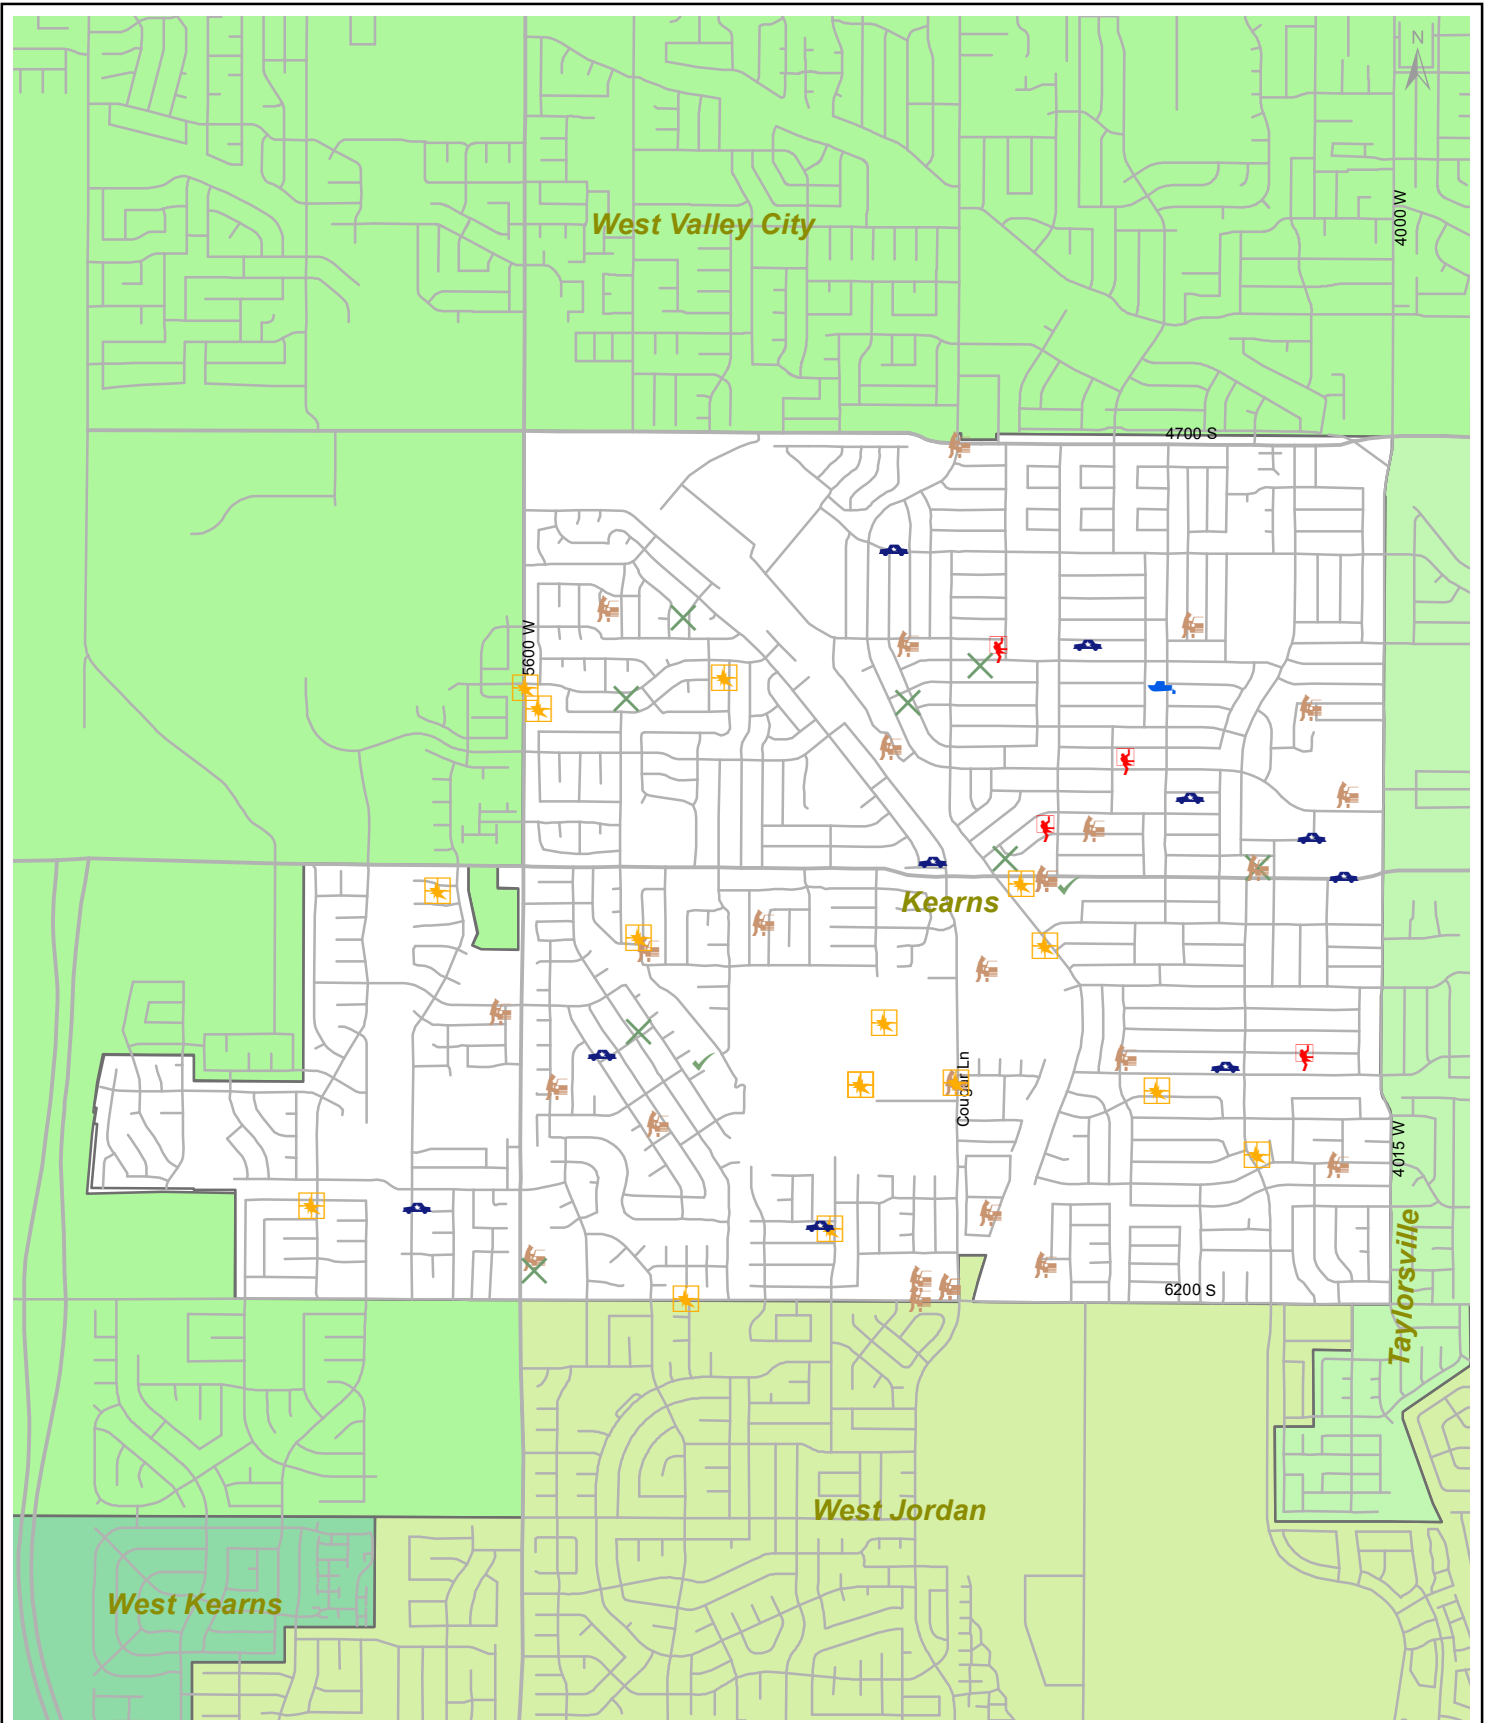 N
4000 W
West Valley City
4700 S
5600 W
Kearns
Cougar Ln
4015 W
Taylorsville
6200 S
West Jordan
West Kearns